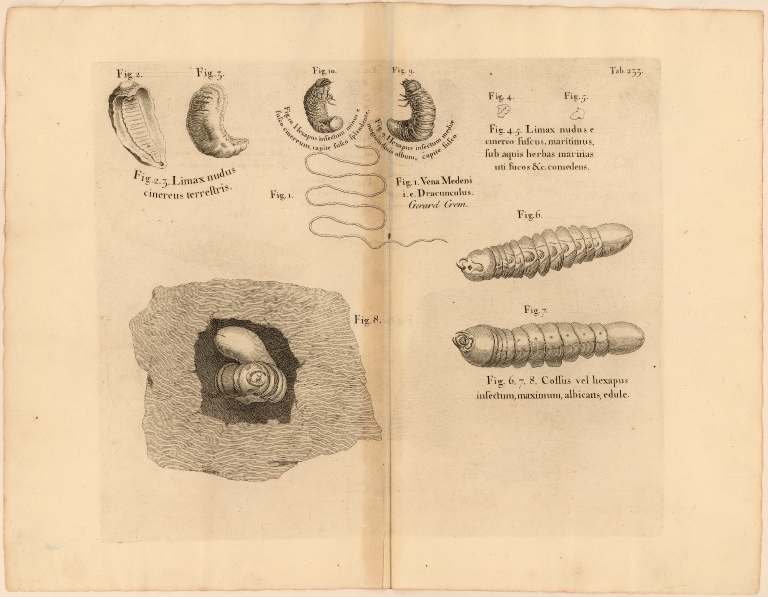 Fig. 2.
Fig. 3.
Fig. 10.
Fig. 9.
Tab. 233.
Fig. 4.
Fig. 5.
Fig. 10. Hexapus insectum minus e
fusco cinereum, capite fusco splendente.
Fig. 9. Hexapus insectum
album, capite fusco.
Fig. 4. 5. Limax nudus e
cinereo fuscus, maritimus,
sub aquis herbas marinas
uti fucos &c. comedens.
Fig. 2. 3. Limax nudus
cinereus terrestris.
Fig. 1.
Fig. 1. Vena Medeni
i. e. Dracunculus.
Gerard Crem.
Fig. 6.
Fig. 7.
Fig. 8.
Fig. 6. 7. 8. Cossus vel hexapus
insectum, maximum, albicans, edule.